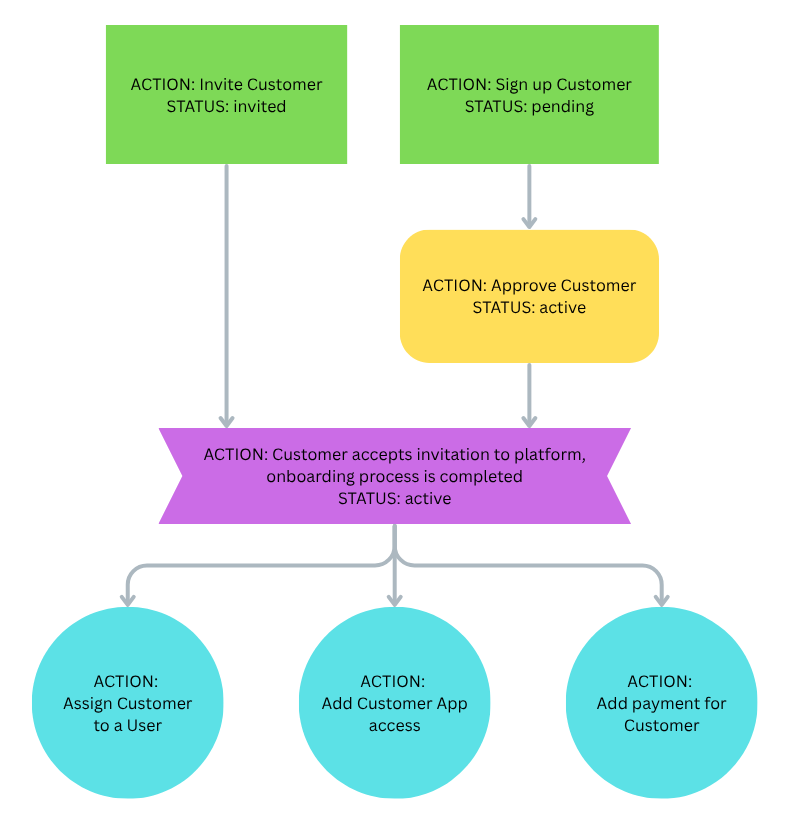 ACTION: Invite Customer
STATUS: invited
ACTION: Sign up Customer
STATUS: pending
ACTION: Approve Customer
STATUS: active
ACTION: Customer accepts invitation to platform,
onboarding process is completed
STATUS: active
ACTION:
Assign Customer
to a User
ACTION:
Add Customer App
access
ACTION:
Add payment for
Customer